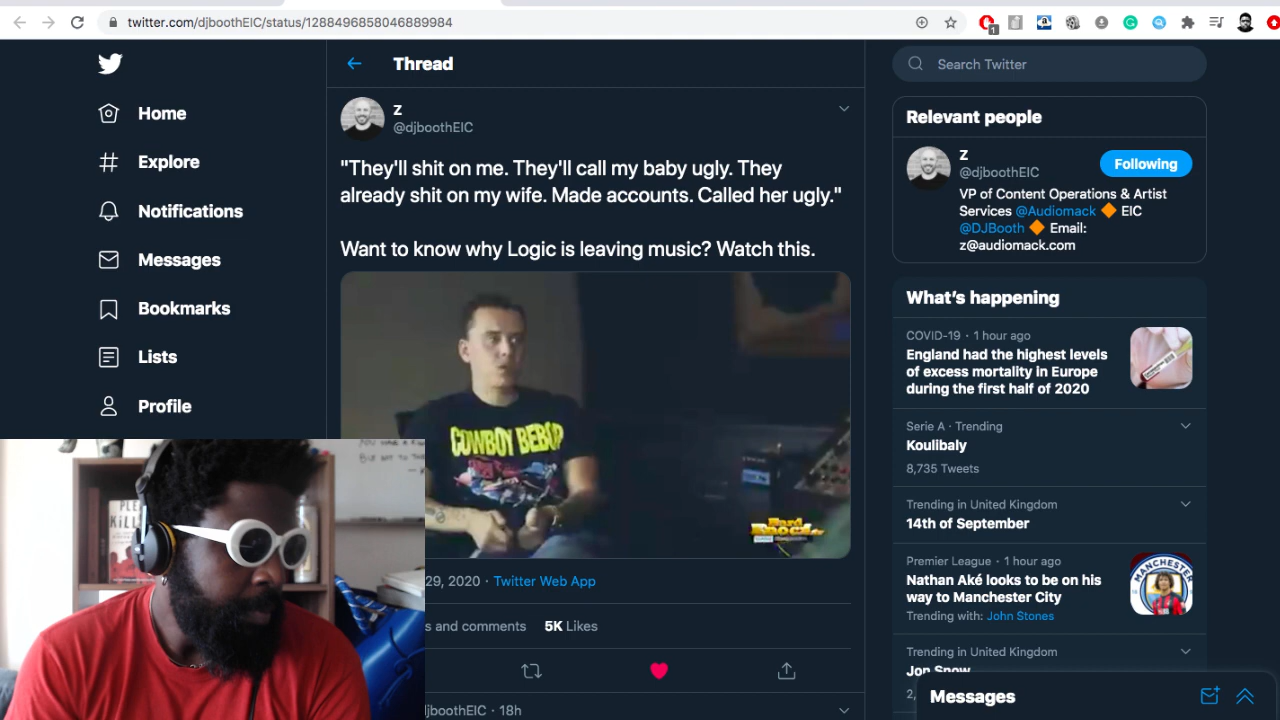 twitter.com/djboothEIC/status/1288496858046889984
1
Home
Explore
Notifications
Messages
Bookmarks
Lists
Profile
Thread
Z
@djboothEIC
"They'll shit on me. They'll call my baby ugly. They
already shit on my wife. Made accounts. Called her ugly."
Want to know why Logic is leaving music? Watch this.
COWBOY BEBOP
29, 2020 · Twitter Web App
s and comments 5K Likes
jboothEIC · 18h
Search Twitter
Relevant people
Z
@djboothEIC
Following
VP of Content Operations & Artist
Services @Audiomack 🔶 EIC
@DJBooth 🔶 Email:
z@audiomack.com
What's happening
COVID-19 · 1 hour ago
England had the highest levels
of excess mortality in Europe
during the first half of 2020
Serie A · Trending
Koulibaly
8,735 Tweets
Trending in United Kingdom
14th of September
Premier League · 1 hour ago
Nathan Aké looks to be on his
way to Manchester City
Trending with: John Stones
MANCHESTER
Trending in United Kingdom
Jon Snow
2,
Messages